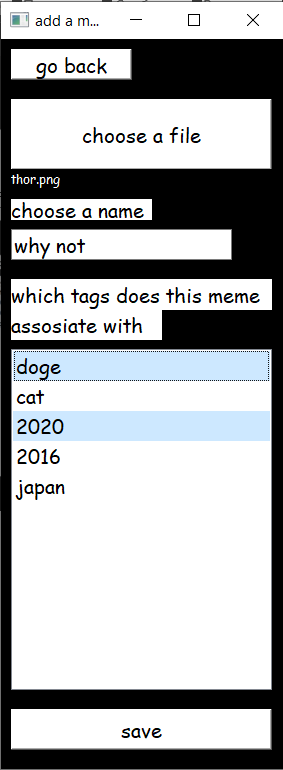 add a m...
go back
choose a file
thor.png
choose a name
why not
which tags does this meme
assosiate with
doge
cat
2020
2016
japan
save